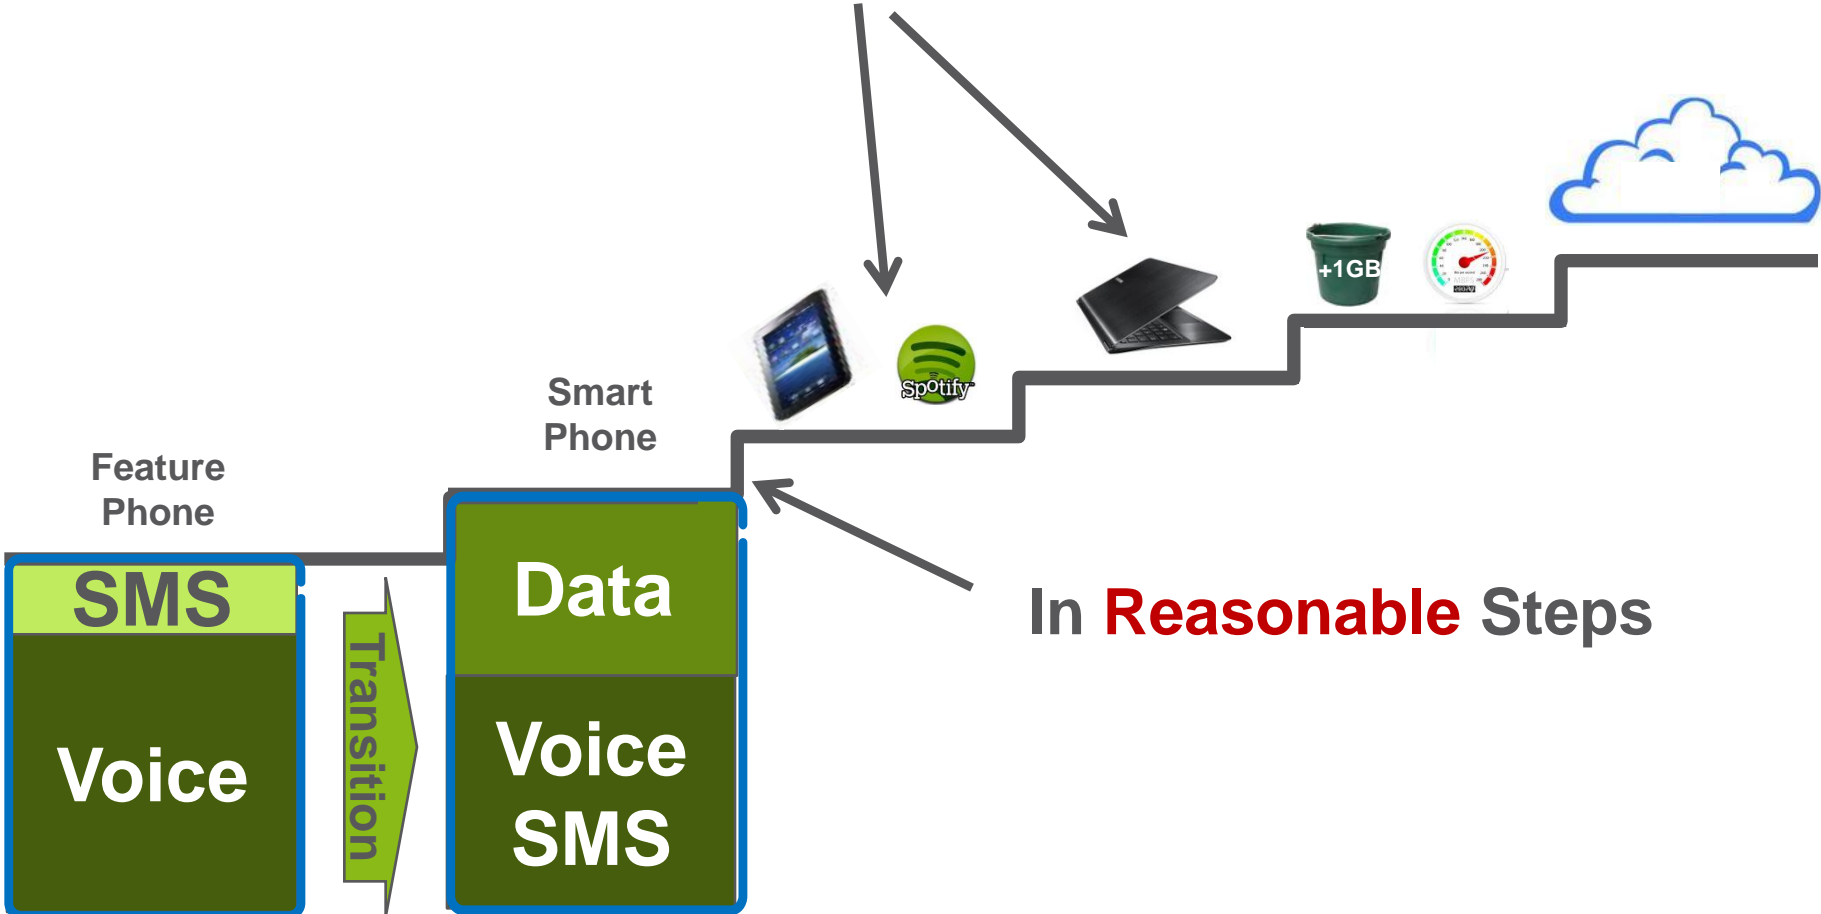 +1GB
Spotify
Smart
Phone
Feature
Phone
SMS
Voice
Transition
Data
Voice
SMS
In Reasonable Steps